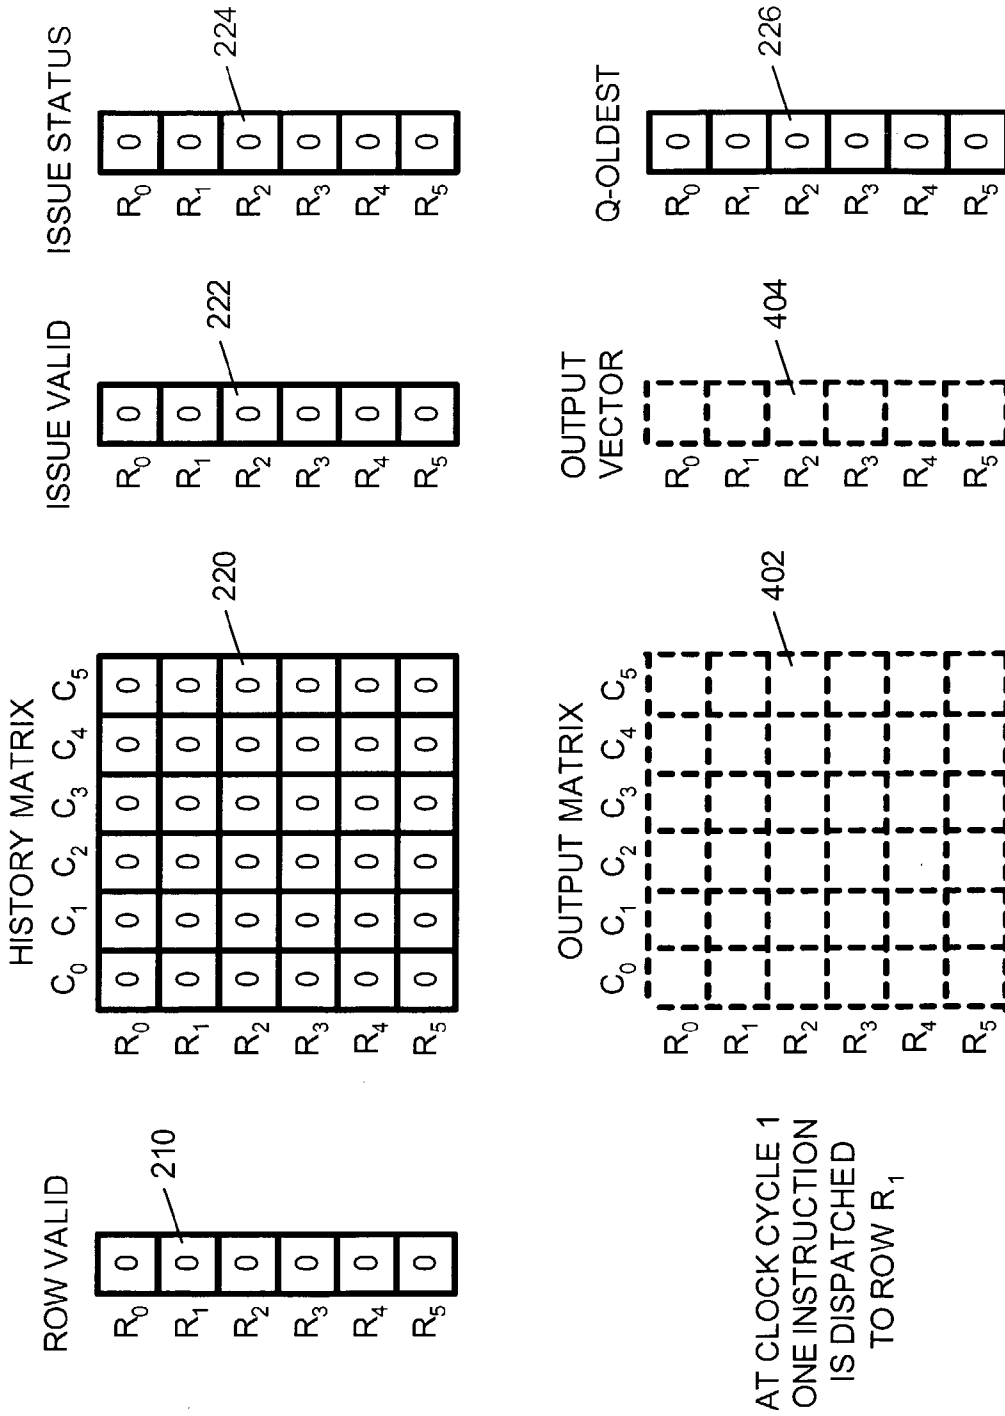 ROW VALID
R0 0
R1 0
R2 0
R3 0
R4 0
R5 0
210
HISTORY MATRIX
C0 C1 C2 C3 C4 C5
R0 0 0 0 0 0 0
R1 0 0 0 0 0 0
R2 0 0 0 0 0 0
R3 0 0 0 0 0 0
R4 0 0 0 0 0 0
R5 0 0 0 0 0 0
220
ISSUE VALID
R0 0
R1 0
R2 0
R3 0
R4 0
R5 0
222
ISSUE STATUS
R0 0
R1 0
R2 0
R3 0
R4 0
R5 0
224
AT CLOCK CYCLE 1
ONE INSTRUCTION
IS DISPATCHED
TO ROW R1
OUTPUT MATRIX
C0 C1 C2 C3 C4 C5
R0
R1
R2
R3
R4
R5
402
OUTPUT
VECTOR
R0
R1
R2
R3
R4
R5
404
Q-OLDEST
R0 0
R1 0
R2 0
R3 0
R4 0
R5 0
226